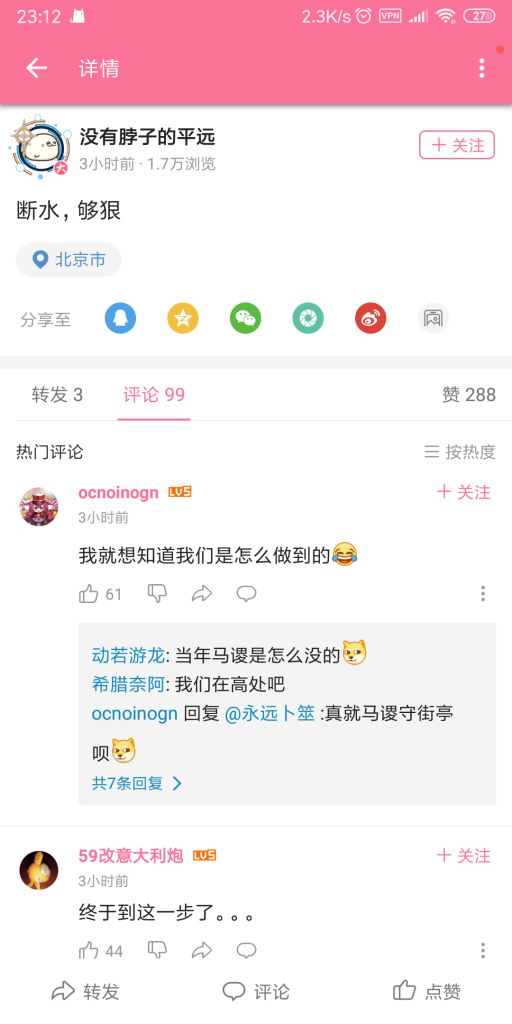 23:12
2.3K/s
VPN
27
详情
没有脖子的平远
3小时前 · 1.7万浏览
大
+ 关注
断水，够狠
北京市
分享至
转发 3
评论 99
赞 288
热门评论
按热度
ocnoinogn LV5
+ 关注
3小时前
我就想知道我们是怎么做到的😂
61
动若游龙: 当年马谡是怎么没的
希腊奈阿: 我们在高处吧
ocnoinogn 回复 @永远卜筮 :真就马谡守街亭
呗
共7条回复
59改意大利炮 LV5
+ 关注
3小时前
终于到这一步了。。。
44
转发
评论
点赞